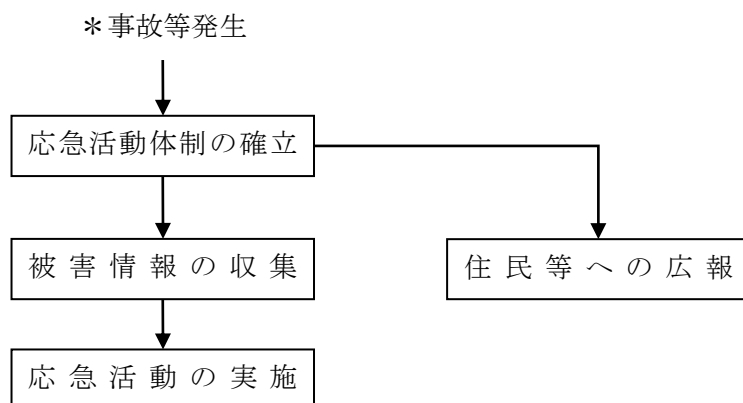 ＊事故等発生
応急活動体制の確立
被害情報の収集
住民等への広報
応急活動の実施